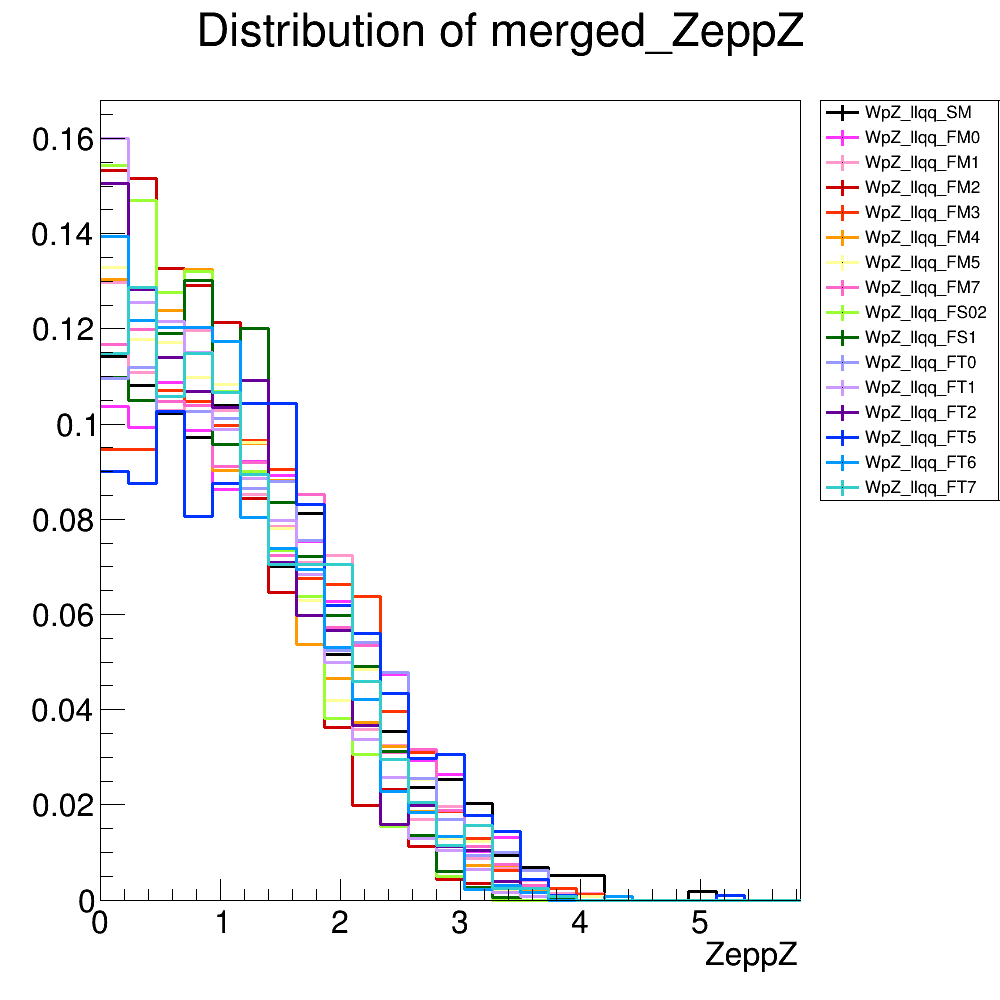 Distribution of merged_ZeppZ
0.16
0.14
0.12
0.1
0.08
0.06
0.04
0.02
0
0 1 2 3 4 5
ZeppZ
WpZ_llqq_SM
WpZ_llqq_FM0
WpZ_llqq_FM1
WpZ_llqq_FM2
WpZ_llqq_FM3
WpZ_llqq_FM4
WpZ_llqq_FM5
WpZ_llqq_FM7
WpZ_llqq_FS02
WpZ_llqq_FS1
WpZ_llqq_FT0
WpZ_llqq_FT1
WpZ_llqq_FT2
WpZ_llqq_FT5
WpZ_llqq_FT6
WpZ_llqq_FT7